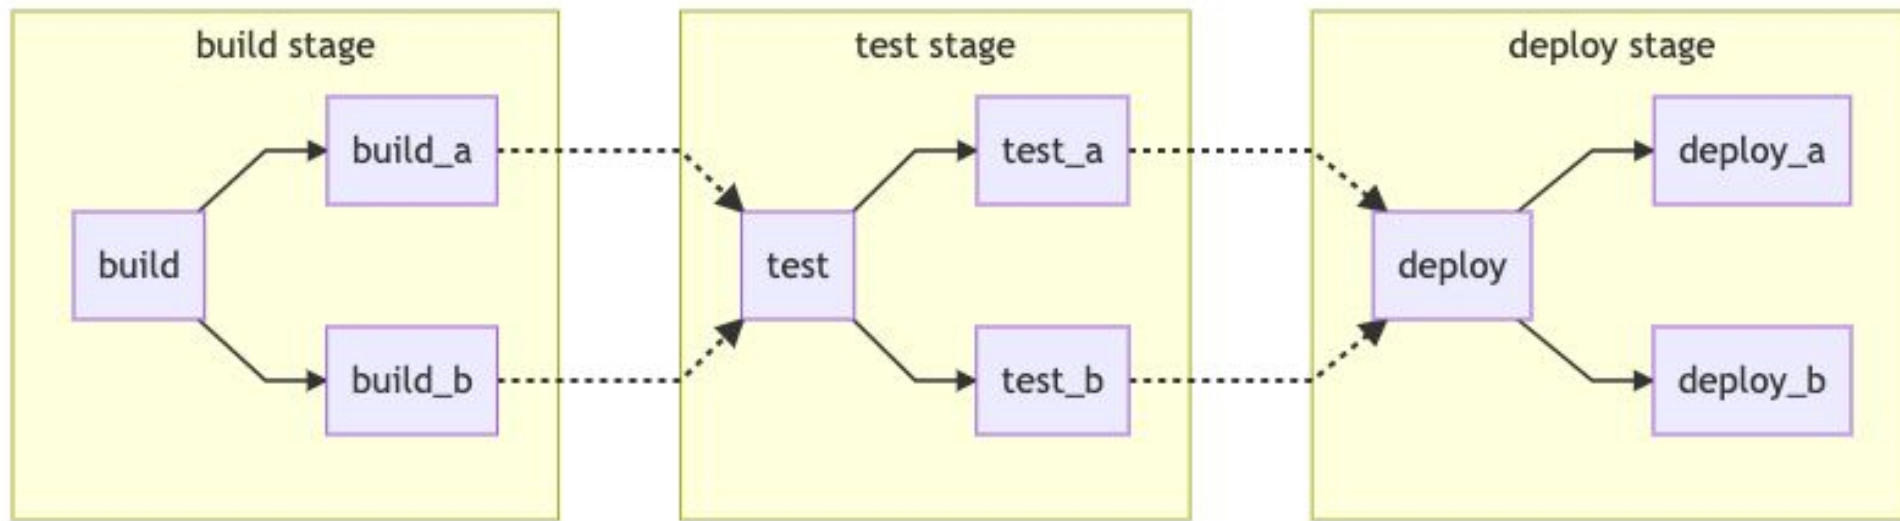 build stage
build
build_a
build_b
test stage
test
test_a
test_b
deploy stage
deploy
deploy_a
deploy_b